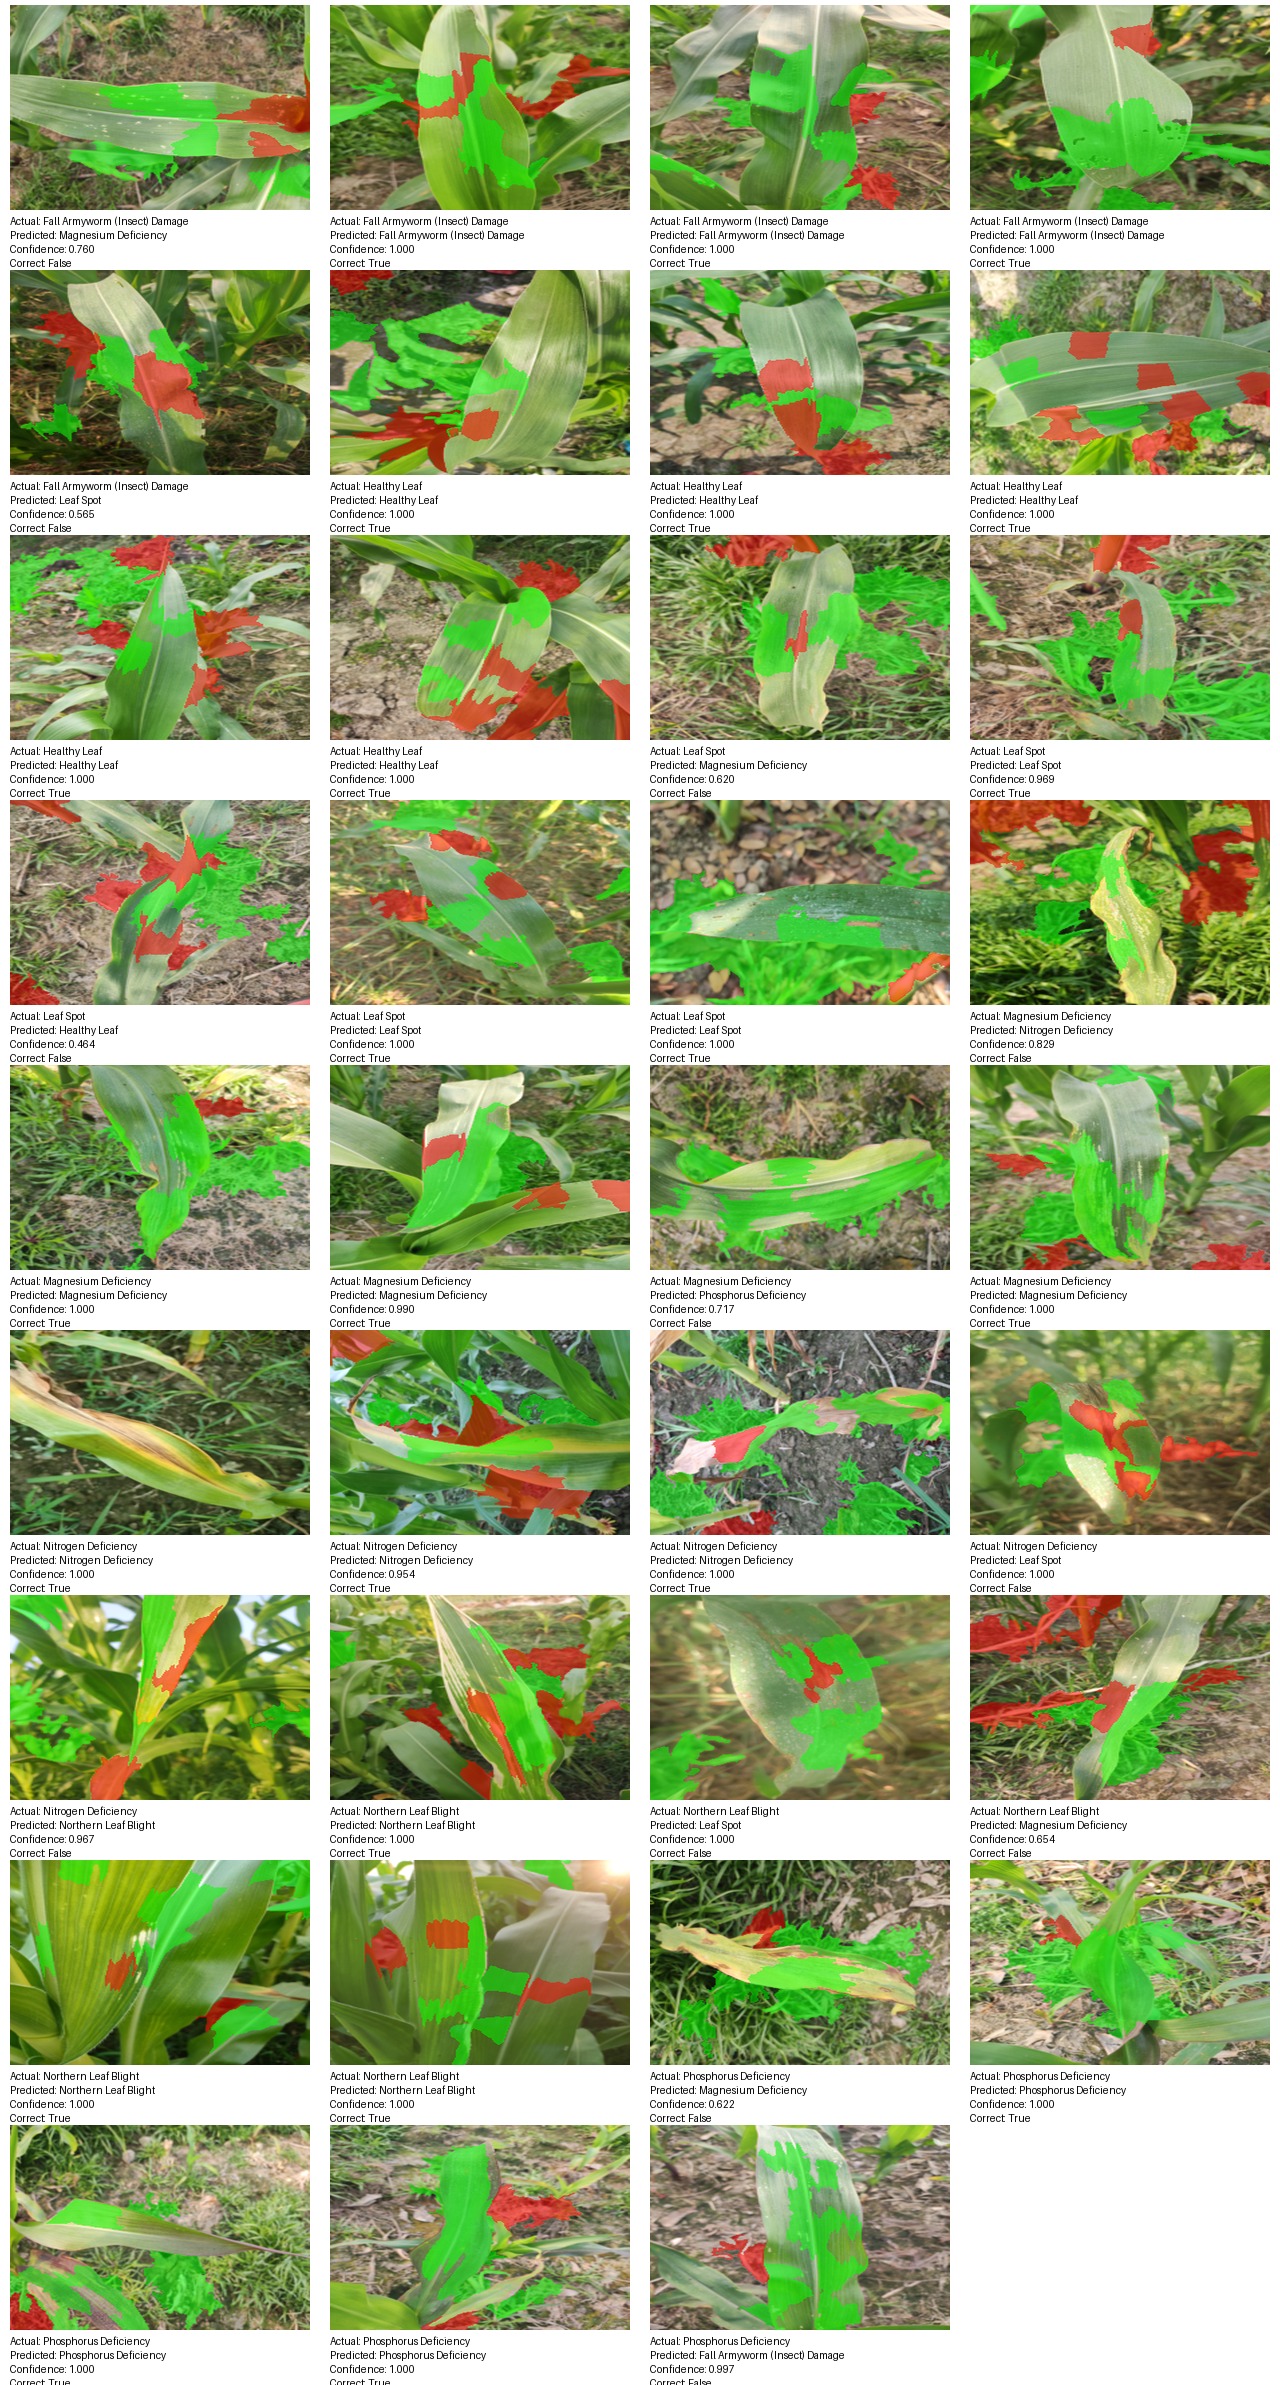 Actual: Fall Armyworm (Insect) Damage
Predicted: Magnesium Deficiency
Confidence: 0.760
Correct: False
Actual: Fall Armyworm (Insect) Damage
Predicted: Fall Armyworm (Insect) Damage
Confidence: 1.000
Correct: True
Actual: Fall Armyworm (Insect) Damage
Predicted: Fall Armyworm (Insect) Damage
Confidence: 1.000
Correct: True
Actual: Fall Armyworm (Insect) Damage
Predicted: Fall Armyworm (Insect) Damage
Confidence: 1.000
Correct: True
Actual: Fall Armyworm (Insect) Damage
Predicted: Leaf Spot
Confidence: 0.565
Correct: False
Actual: Healthy Leaf
Predicted: Healthy Leaf
Confidence: 1.000
Correct: True
Actual: Healthy Leaf
Predicted: Healthy Leaf
Confidence: 1.000
Correct: True
Actual: Healthy Leaf
Predicted: Healthy Leaf
Confidence: 1.000
Correct: True
Actual: Healthy Leaf
Predicted: Healthy Leaf
Confidence: 1.000
Correct: True
Actual: Healthy Leaf
Predicted: Healthy Leaf
Confidence: 1.000
Correct: True
Actual: Leaf Spot
Predicted: Magnesium Deficiency
Confidence: 0.620
Correct: False
Actual: Leaf Spot
Predicted: Leaf Spot
Confidence: 0.969
Correct: True
Actual: Leaf Spot
Predicted: Healthy Leaf
Confidence: 0.464
Correct: False
Actual: Leaf Spot
Predicted: Leaf Spot
Confidence: 1.000
Correct: True
Actual: Leaf Spot
Predicted: Leaf Spot
Confidence: 1.000
Correct: True
Actual: Magnesium Deficiency
Predicted: Nitrogen Deficiency
Confidence: 0.829
Correct: False
Actual: Magnesium Deficiency
Predicted: Magnesium Deficiency
Confidence: 1.000
Correct: True
Actual: Magnesium Deficiency
Predicted: Magnesium Deficiency
Confidence: 0.990
Correct: True
Actual: Magnesium Deficiency
Predicted: Phosphorus Deficiency
Confidence: 0.717
Correct: False
Actual: Magnesium Deficiency
Predicted: Magnesium Deficiency
Confidence: 1.000
Correct: True
Actual: Nitrogen Deficiency
Predicted: Nitrogen Deficiency
Confidence: 1.000
Correct: True
Actual: Nitrogen Deficiency
Predicted: Nitrogen Deficiency
Confidence: 0.954
Correct: True
Actual: Nitrogen Deficiency
Predicted: Nitrogen Deficiency
Confidence: 1.000
Correct: True
Actual: Nitrogen Deficiency
Predicted: Leaf Spot
Confidence: 1.000
Correct: False
Actual: Nitrogen Deficiency
Predicted: Northern Leaf Blight
Confidence: 0.967
Correct: False
Actual: Northern Leaf Blight
Predicted: Northern Leaf Blight
Confidence: 1.000
Correct: True
Actual: Northern Leaf Blight
Predicted: Leaf Spot
Confidence: 1.000
Correct: False
Actual: Northern Leaf Blight
Predicted: Magnesium Deficiency
Confidence: 0.654
Correct: False
Actual: Northern Leaf Blight
Predicted: Northern Leaf Blight
Confidence: 1.000
Correct: True
Actual: Northern Leaf Blight
Predicted: Northern Leaf Blight
Confidence: 1.000
Correct: True
Actual: Phosphorus Deficiency
Predicted: Magnesium Deficiency
Confidence: 0.622
Correct: False
Actual: Phosphorus Deficiency
Predicted: Phosphorus Deficiency
Confidence: 1.000
Correct: True
Actual: Phosphorus Deficiency
Predicted: Phosphorus Deficiency
Confidence: 1.000
Correct: True
Actual: Phosphorus Deficiency
Predicted: Phosphorus Deficiency
Confidence: 1.000
Correct: True
Actual: Phosphorus Deficiency
Predicted: Fall Armyworm (Insect) Damage
Confidence: 0.997
Correct: False